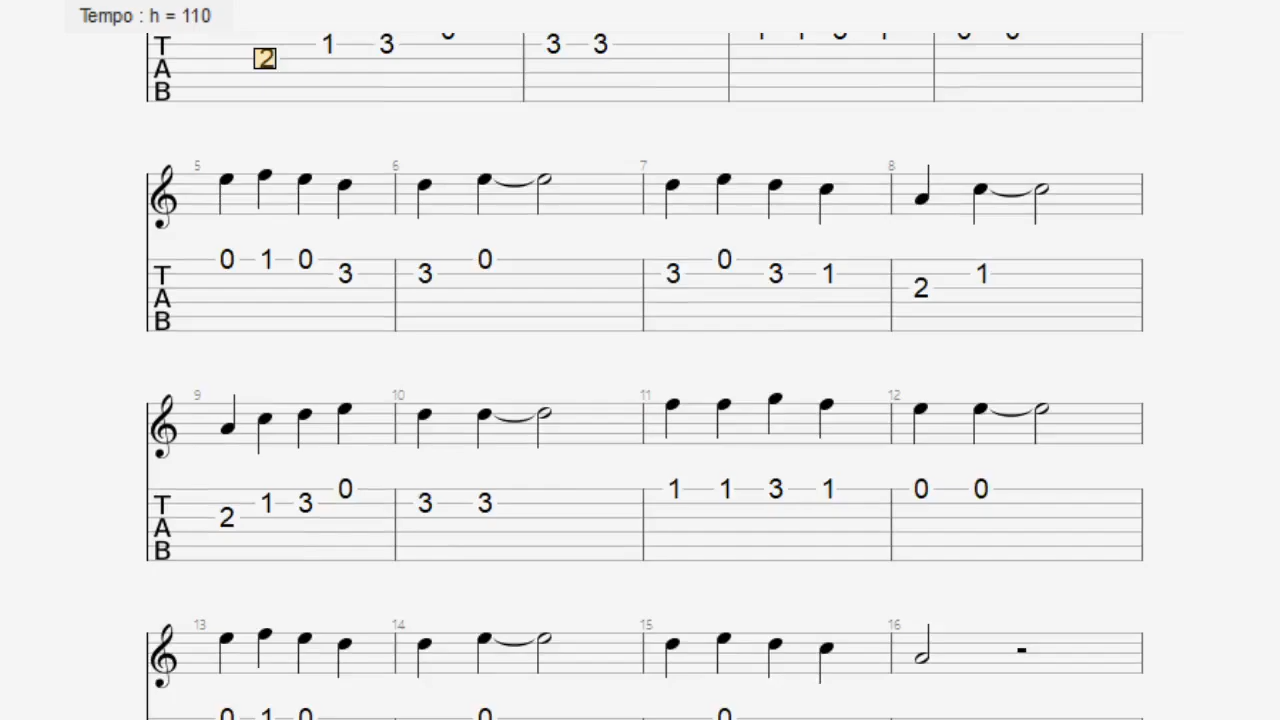 Tempo : h = 110
T 1 3 3 3
2
A
B
5 6 7 8
0 1 0 0 0
T 3 3 3 3 1 1
2
A
B
9 10 11 12
0 1 1 3 1 0 0
T 1 3 3 3
2
A
B
13 14 15 16
0 1 0 0 0